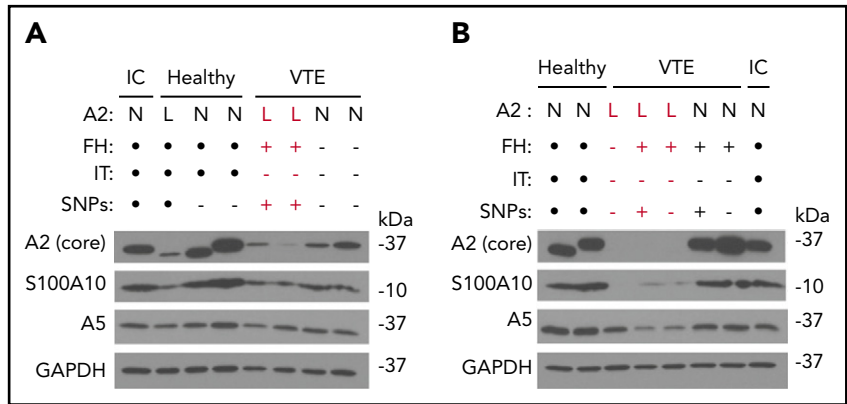 A
IC Healthy VTE
A2: N L N N L L N N
FH: • • • • + + - -
IT: • • • • - - - -
SNPs: • • - - + + - -
kDa
A2 (core) -37
S100A10 -10
A5 -37
GAPDH -37
B
Healthy VTE IC
A2 : N N L L L N N N
FH: • • - + + + + •
IT: • • - - - - - •
SNPs: • • - + - + - •
kDa
A2 (core) -37
S100A10 -10
A5 -37
GAPDH -37